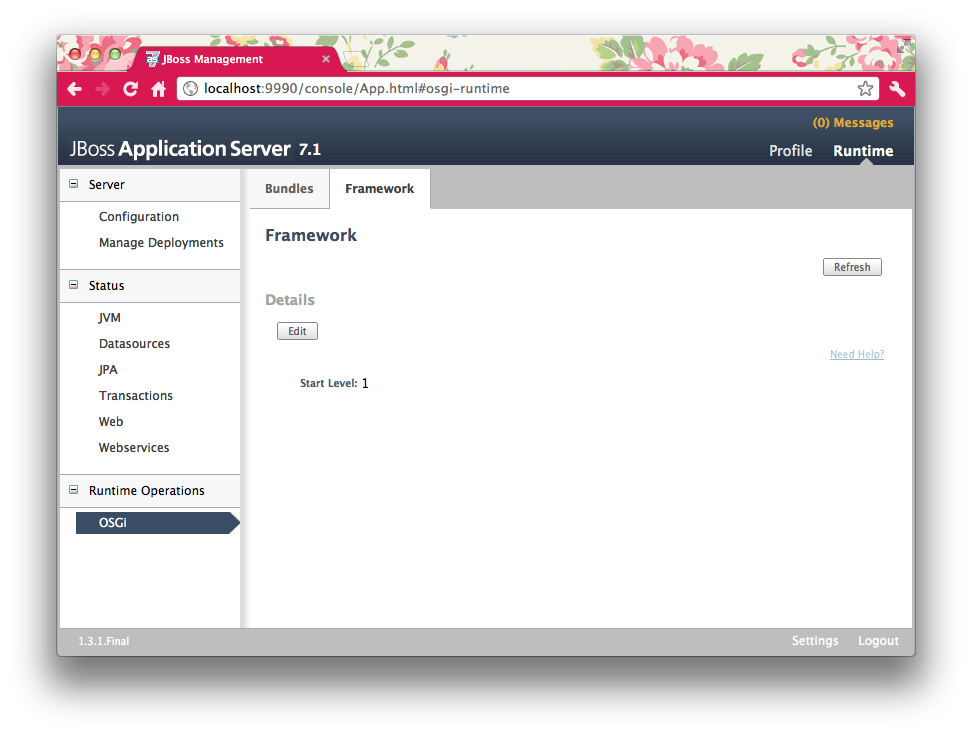 JBoss Management
localhost:9990/console/App.html#osgi-runtime
(0) Messages
JBoss Application Server 7.1
Profile
Runtime
Server
Configuration
Manage Deployments
Status
JVM
Datasources
JPA
Transactions
Web
Webservices
Runtime Operations
OSGi
Bundles
Framework
Framework
Refresh
Details
Edit
Need Help?
Start Level: 1
1.3.1.Final
Settings
Logout